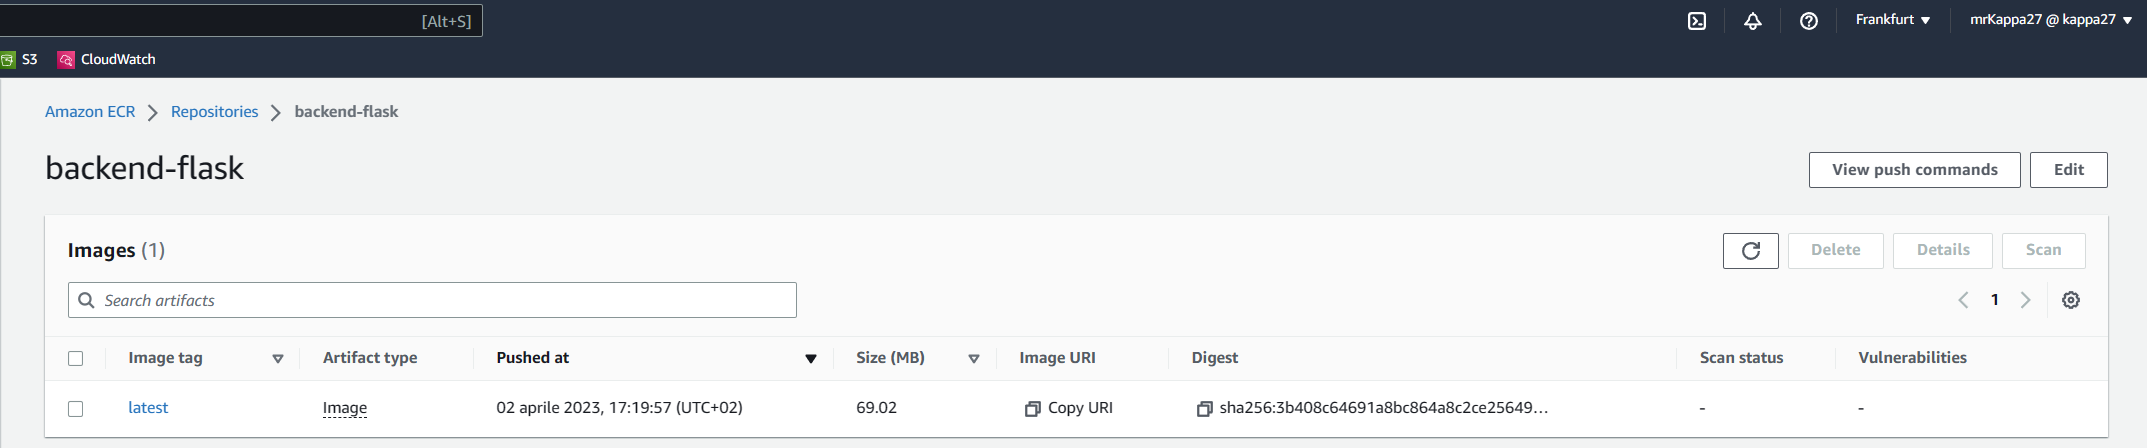 [Alt+S]
Frankfurt
mrKappa27 @ kappa27
S3
CloudWatch
Amazon ECR
Repositories
backend-flask
backend-flask
View push commands
Edit
Images (1)
Delete
Details
Scan
Search artifacts
1
Image tag
Artifact type
Pushed at
Size (MB)
Image URI
Digest
Scan status
Vulnerabilities
latest
Image
02 aprile 2023, 17:19:57 (UTC+02)
69.02
Copy URI
sha256:3b408c64691a8bc864a8c2ce25649...
-
-